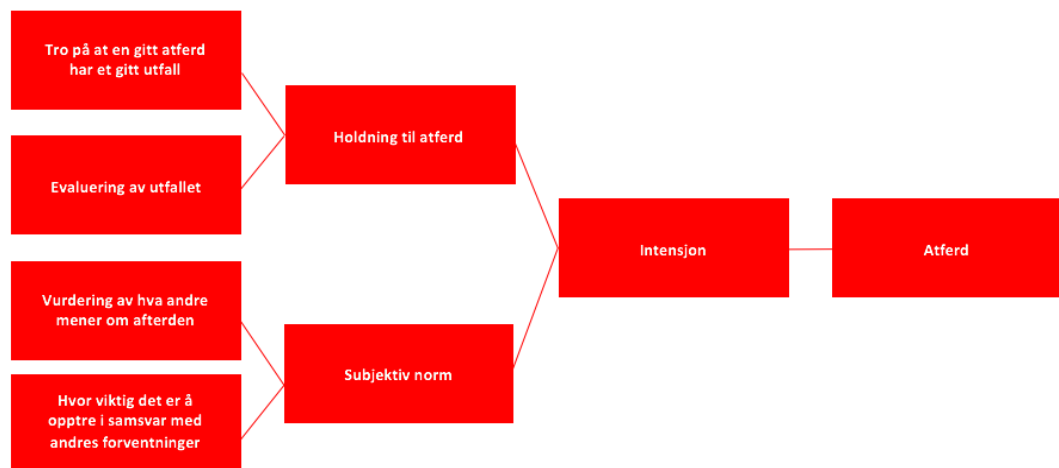 Tro på at en gitt atferd
har et gitt utfall
Evaluering av utfallet
Holdning til atferd
Vurdering av hva andre
mener om afterden
Hvor viktig det er å
opptre i samsvar med
andres forventninger
Subjektiv norm
Intensjon
Atferd